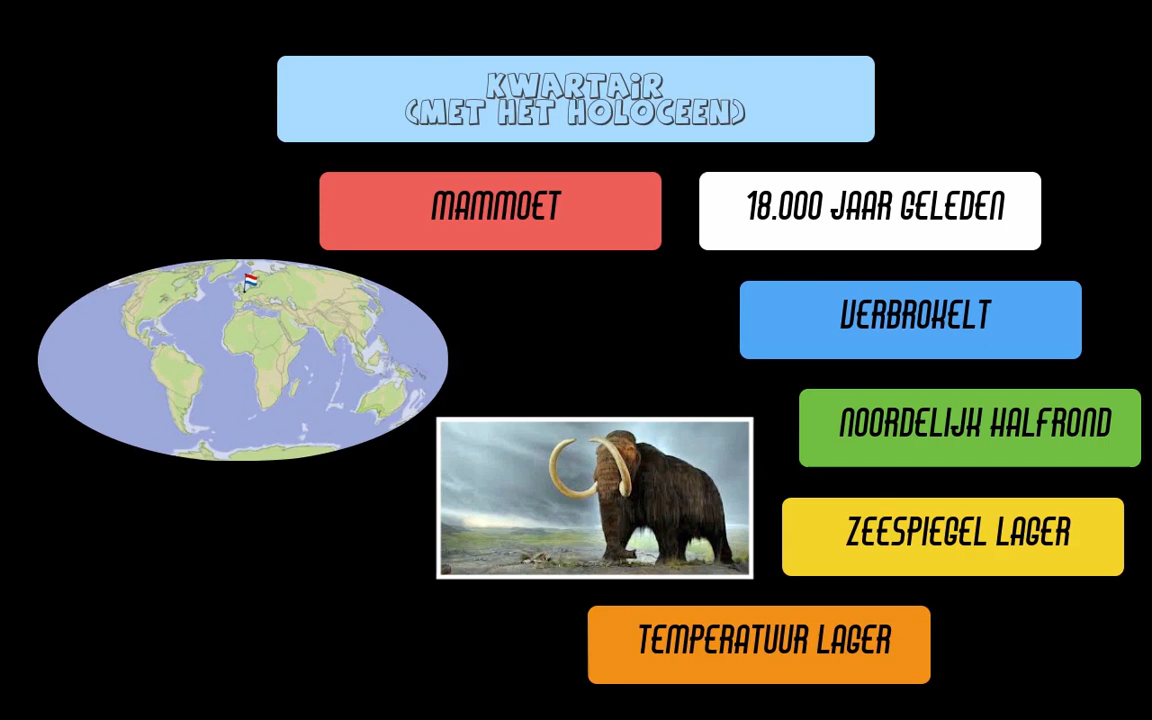 KWARTAIR
(MET HET HOLOCEEN)
MAMMOET
18.000 JAAR GELEDEN
VERBROKELT
NOORDELIJK HALFROND
ZEESPIEGEL LAGER
TEMPERATUUR LAGER